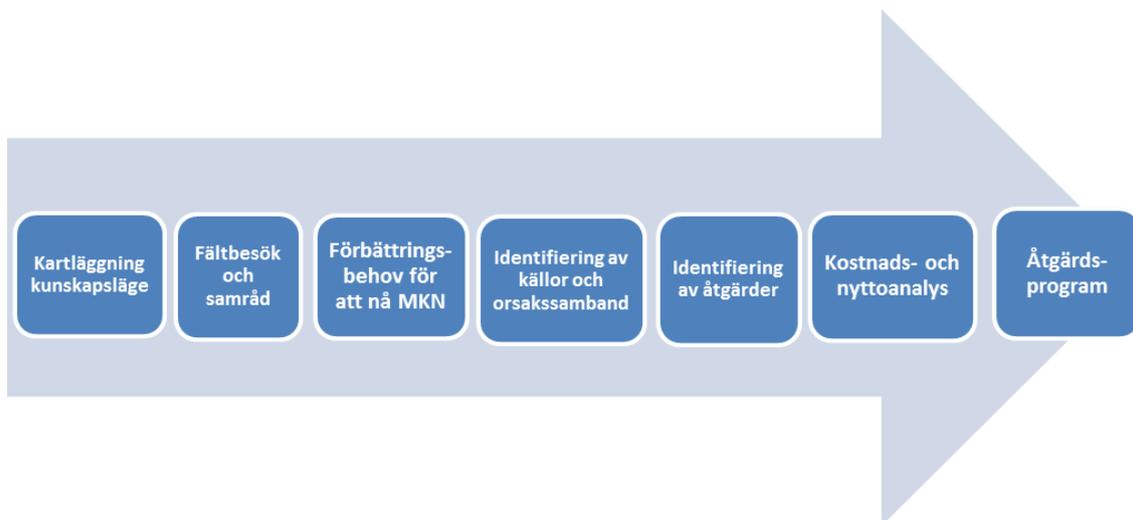 Kartläggning
kunskapsläge
Fältbesök
och
samråd
Förbättrings-
behov för
att nå MKN
Identifiering av
källor och
orsakssamband
Identifiering
av åtgärder
Kostnads- och
nyttoanalys
Åtgärds-
program